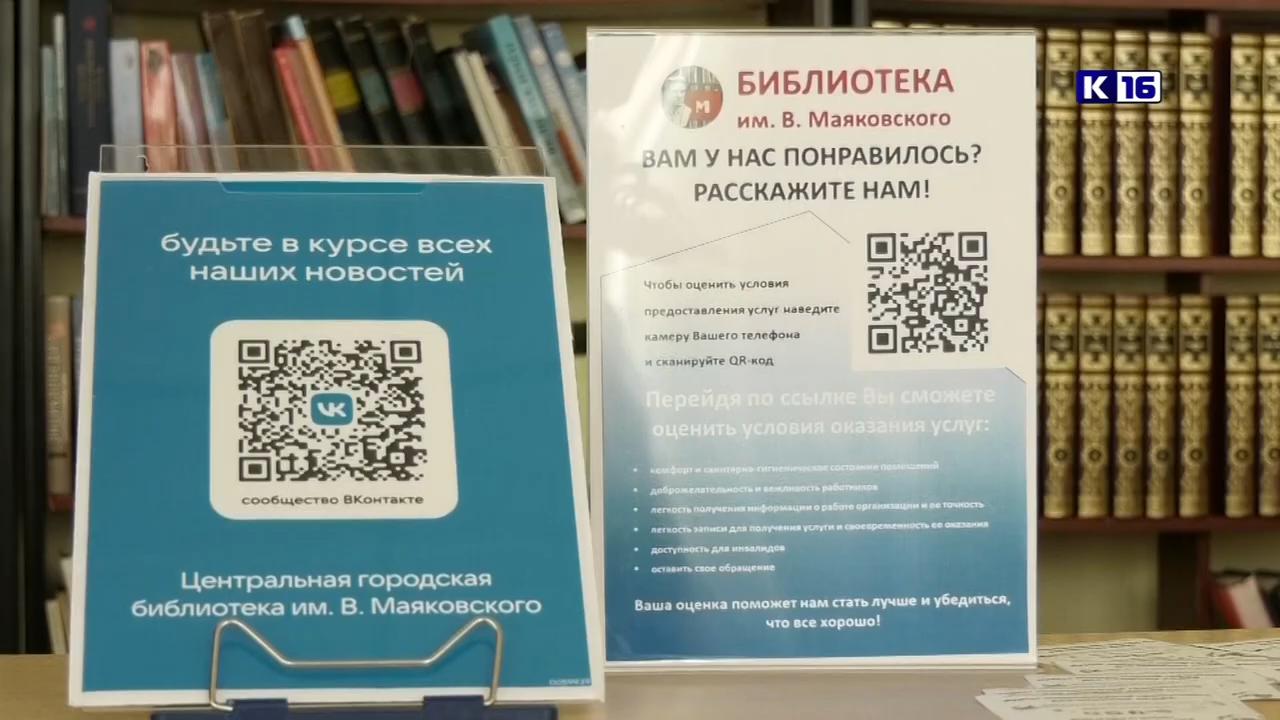 К 16
будьте в курсе всех
наших новостей
сообщество ВКонтакте
Центральная городская
библиотека им. В. Маяковского
М
БИБЛИОТЕКА
им. В. Маяковского
ВАМ У НАС ПОНРАВИЛОСЬ?
РАССКАЖИТЕ НАМ!
Чтобы оценить условия
предоставления услуг наведите
камеру Вашего телефона
и сканируйте QR-код
Перейдя по ссылке Вы сможете
оценить условия оказания услуг:
• комфорт и санитарно-гигиеническое состояние помещений
• доброжелательность и вежливость работников
• легкость получения информации о работе организации и ее точность
• легкость записи для получения услуги и своевременность ее оказания
• доступность для инвалидов
• оставить свое обращение
Ваша оценка поможет нам стать лучше и убедиться,
что все хорошо!